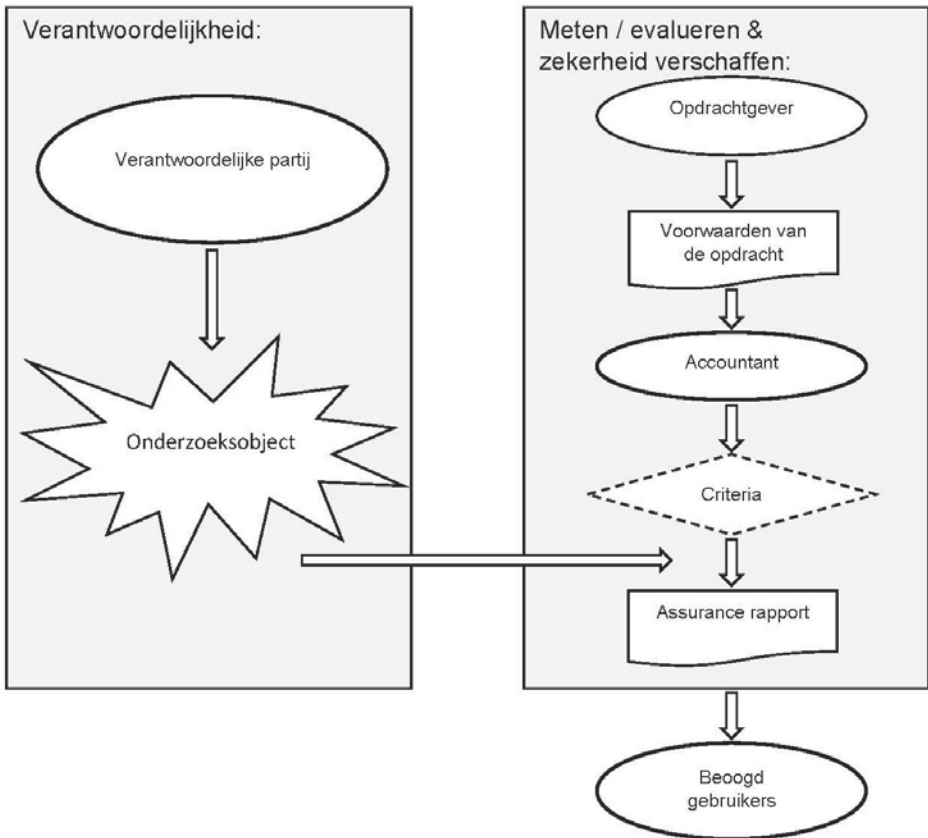 Verantwoordelijkheid:
Verantwoordelijke partij
Onderzoeksobject
Meten / evalueren &
zekerheid verschaffen:
Opdrachtgever
Voorwaarden van
de opdracht
Accountant
Criteria
Assurance rapport
Beoogd
gebruikers